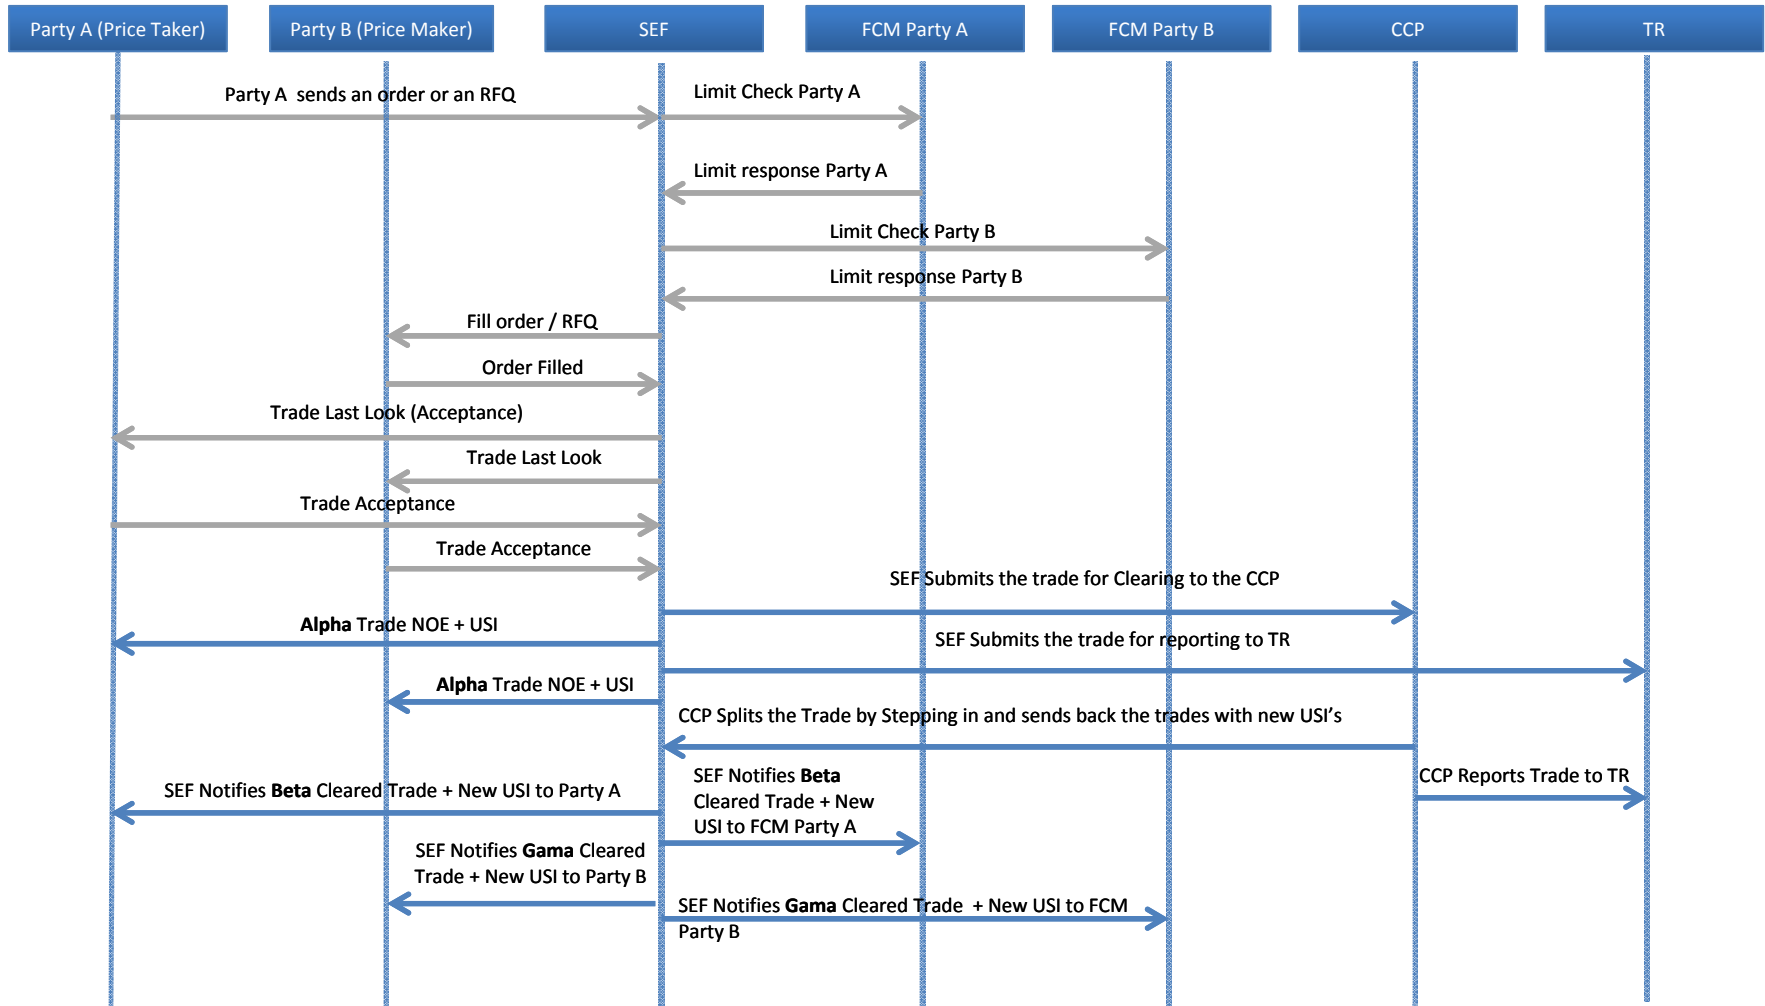 Party A (Price Taker)
Party B (Price Maker)
SEF
FCM Party A
FCM Party B
CCP
TR
Party A  sends an order or an RFQ
Limit Check Party A
Limit response Party A
Limit Check Party B
Limit response Party B
Fill order / RFQ
Order Filled
Trade Last Look (Acceptance)
Trade Last Look
Trade Acceptance
Trade Acceptance
SEF Submits the trade for Clearing to the CCP
Alpha Trade NOE + USI
SEF Submits the trade for reporting to TR
Alpha Trade NOE + USI
CCP Splits the Trade by Stepping in and sends back the trades with new USI's
SEF Notifies Beta Cleared Trade + New USI to Party A
SEF Notifies Beta
Cleared Trade + New
USI to FCM Party A
CCP Reports Trade to TR
SEF Notifies Gama Cleared
Trade + New USI to Party B
SEF Notifies Gama Cleared Trade  + New USI to FCM
Party B